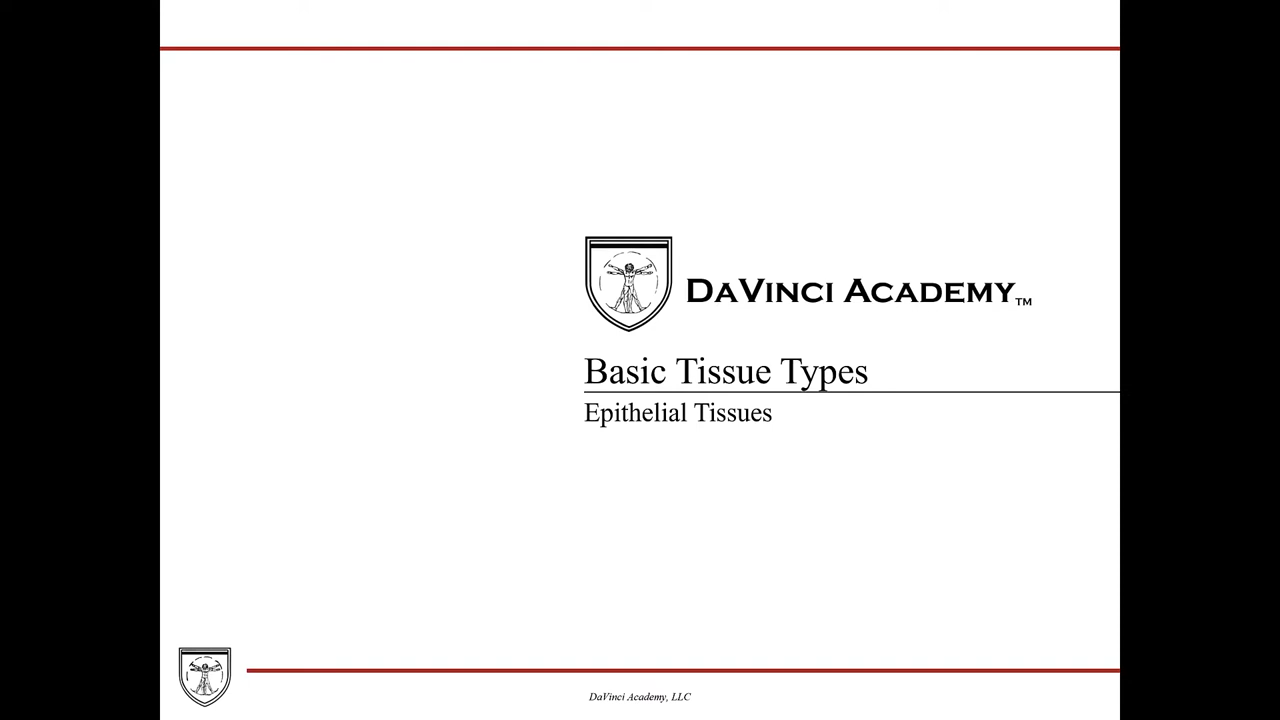 DAVINCI ACADEMY™
Basic Tissue Types
Epithelial Tissues
DaVinci Academy, LLC